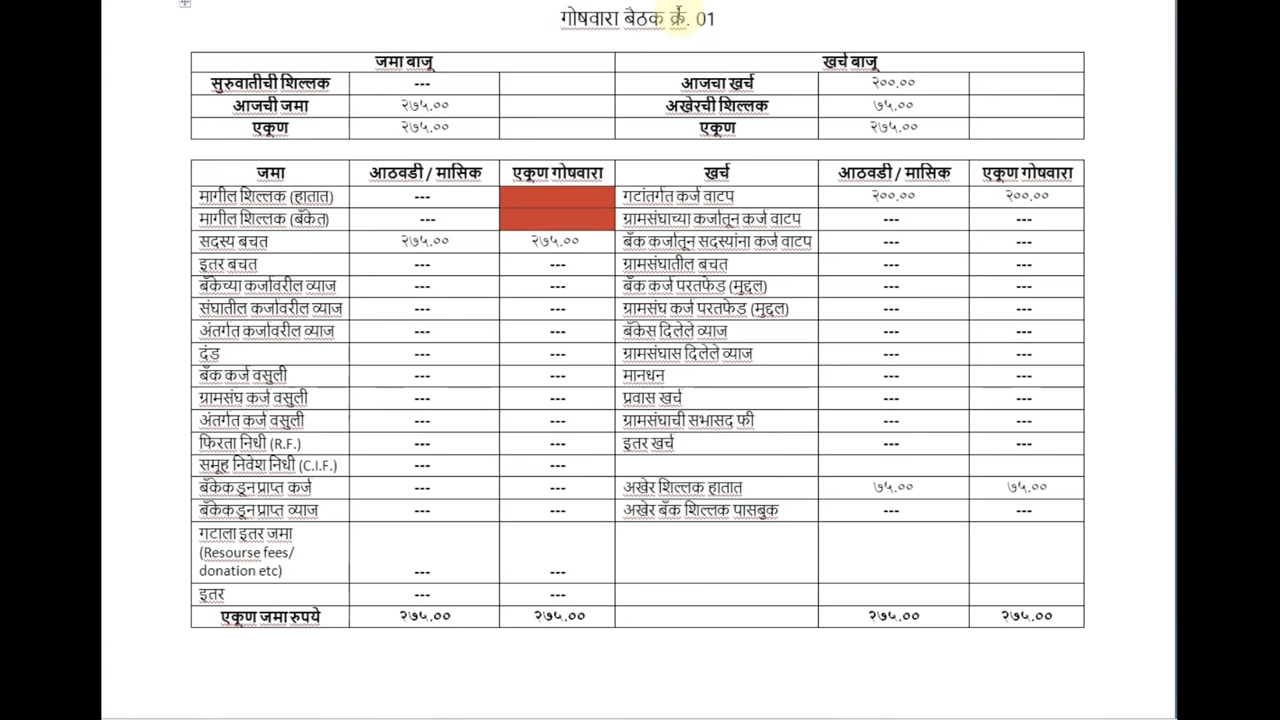 गोषवारा बैठक क्रं. 01
जमा बाजू खर्च बाजू
सुरुवातीची शिल्लक --- आजचा खर्च २००.००
आजची जमा २७५.०० अखेरची शिल्लक ७५.००
एकूण २७५.०० एकूण २७५.००
जमा आठवडी / मासिक एकूण गोषवारा खर्च आठवडी / मासिक एकूण गोषवारा
मागील शिल्लक (हातात) --- गटांतर्गत कर्ज वाटप २००.०० २००.००
मागील शिल्लक (बँकेत) --- ग्रामसंघाच्या कर्जातून कर्ज वाटप --- ---
सदस्य बचत २७५.०० २७५.०० बँक कर्जातून सदस्यांना कर्ज वाटप --- ---
इतर बचत --- --- ग्रामसंघातील बचत --- ---
बँकेच्या कर्जावरील व्याज --- --- बँक कर्ज परतफेड (मुद्दल) --- ---
संघातील कर्जावरील व्याज --- --- ग्रामसंघ कर्ज परतफेड (मुद्दल) --- ---
अंतर्गत कर्जावरील व्याज --- --- बँकेस दिलेले व्याज --- ---
दंड --- --- ग्रामसंघास दिलेले व्याज --- ---
बँक कर्ज वसुली --- --- मानधन --- ---
ग्रामसंघ कर्ज वसुली --- --- प्रवास खर्च --- ---
अंतर्गत कर्ज वसुली --- --- ग्रामसंघाची सभासद फी --- ---
फिरता निधी (R.F.) --- --- इतर खर्च --- ---
समूह निवेश निधी (C.I.F.) --- ---
बँकेकडून प्राप्त कर्ज --- --- अखेर शिल्लक हातात ७५.०० ७५.००
बँकेकडून प्राप्त व्याज --- --- अखेर बँक शिल्लक पासबुक --- ---
गटाला इतर जमा
(Resourse fees/
donation etc) --- ---
इतर --- ---
एकूण जमा रुपये २७५.०० २७५.०० २७५.०० २७५.००